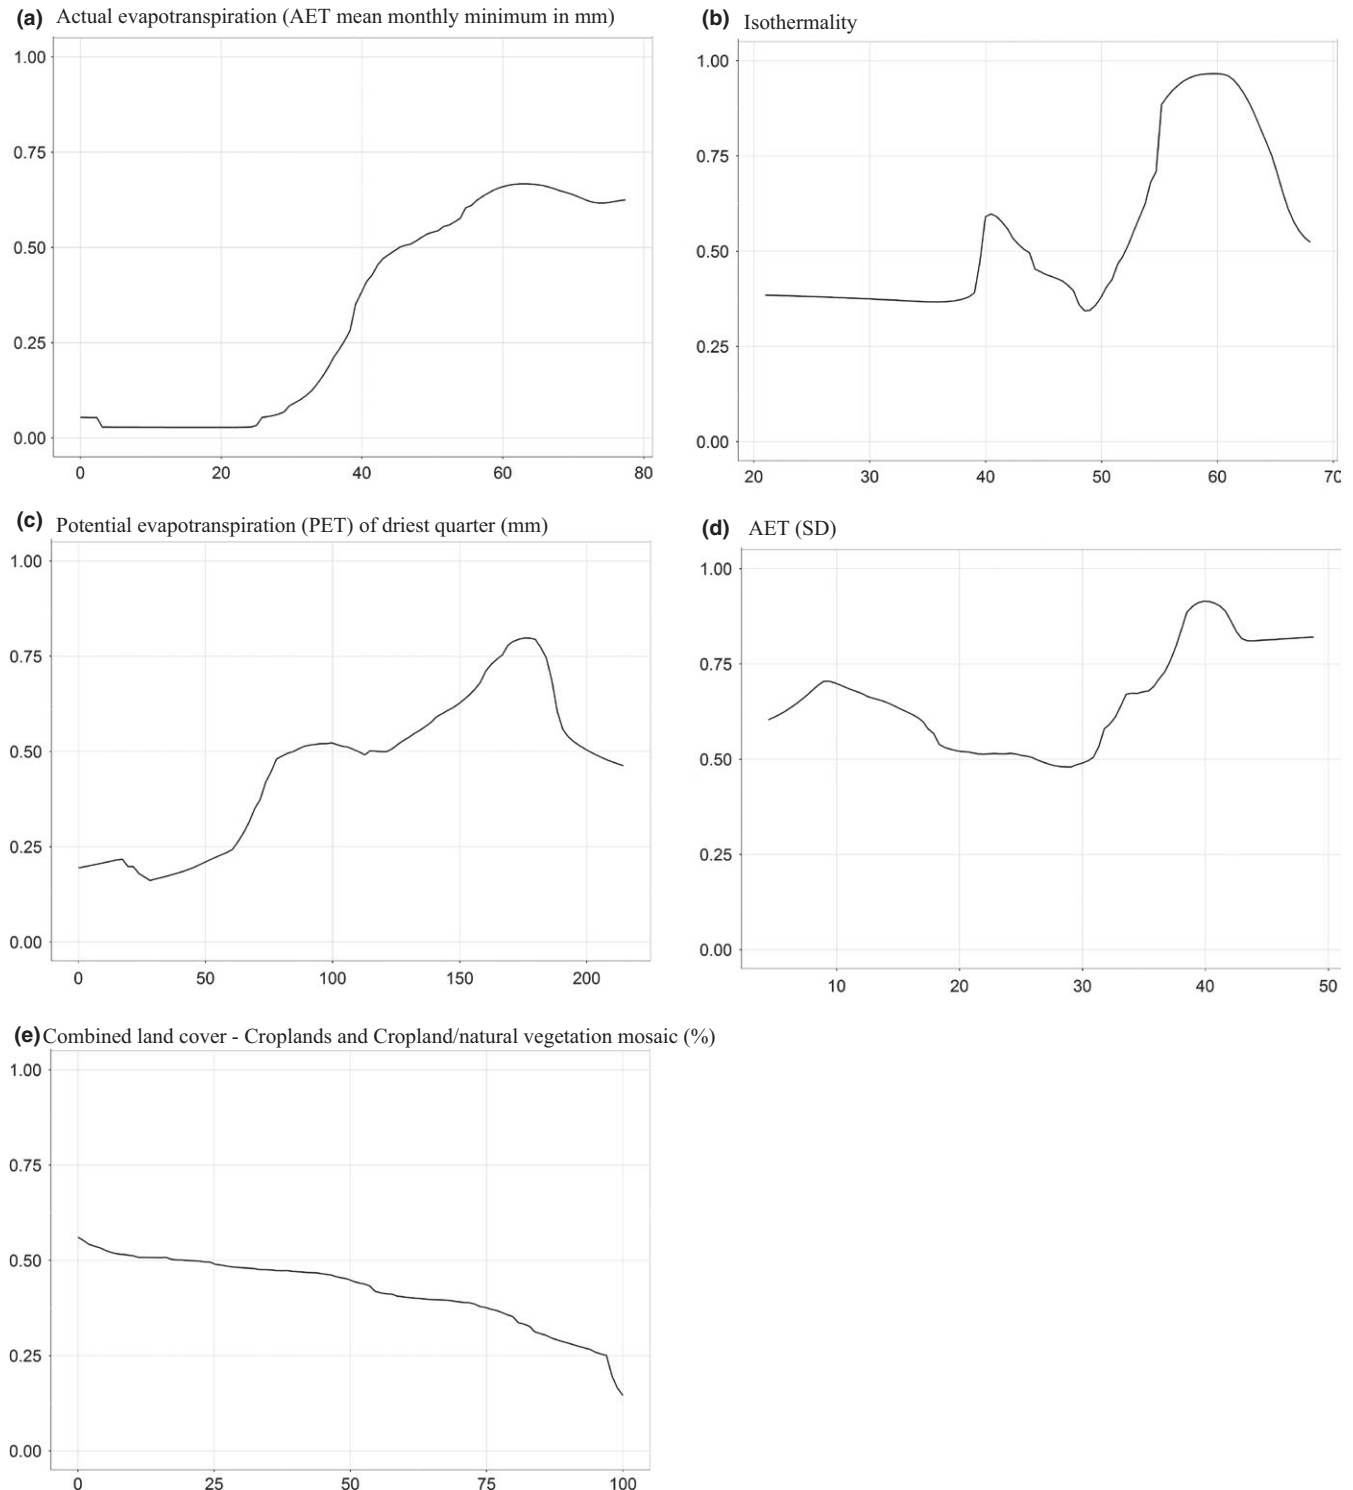 (a) Actual evapotranspiration (AET mean monthly minimum in mm)
1.00
0.75
0.50
0.25
0.00
0 20 40 60 80
(b) Isothermality
1.00
0.75
0.50
0.25
0.00
20 30 40 50 60 70
(c) Potential evapotranspiration (PET) of driest quarter (mm)
1.00
0.75
0.50
0.25
0.00
0 50 100 150 200
(d) AET (SD)
1.00
0.75
0.50
0.25
0.00
10 20 30 40 50
(e) Combined land cover - Croplands and Cropland/natural vegetation mosaic (%)
1.00
0.75
0.50
0.25
0.00
0 25 50 75 100